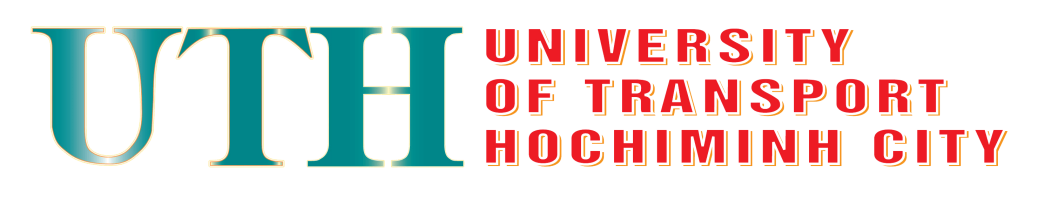 UTH
UNIVERSITY
OF TRANSPORT
HOCHIMINH CITY